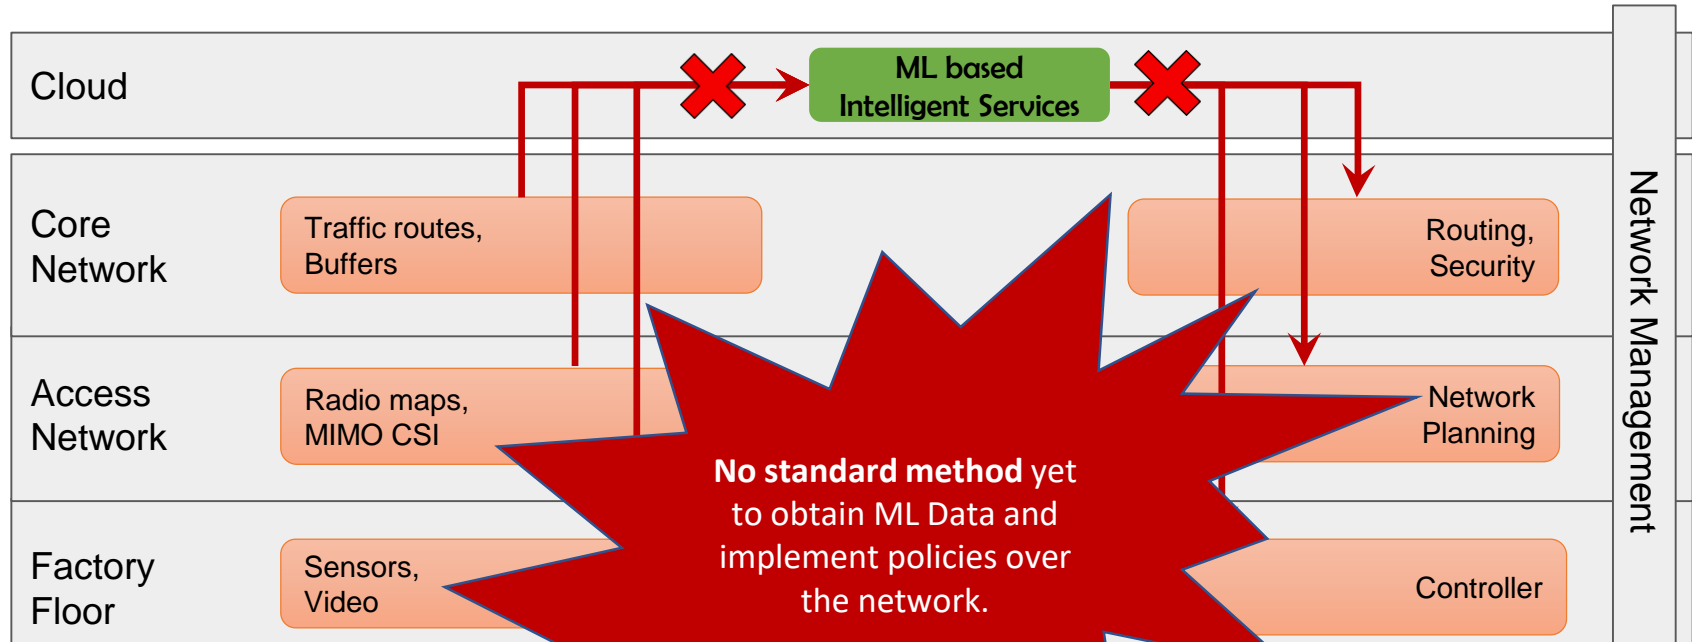 Cloud
ML based
Intelligent Services
Core
Network
Traffic routes,
Buffers
Routing,
Security
Access
Network
Radio maps,
MIMO CSI
Network
Planning
No standard method yet
to obtain ML Data and
implement policies over
the network.
Factory
Floor
Sensors,
Video
Controller
Network Management